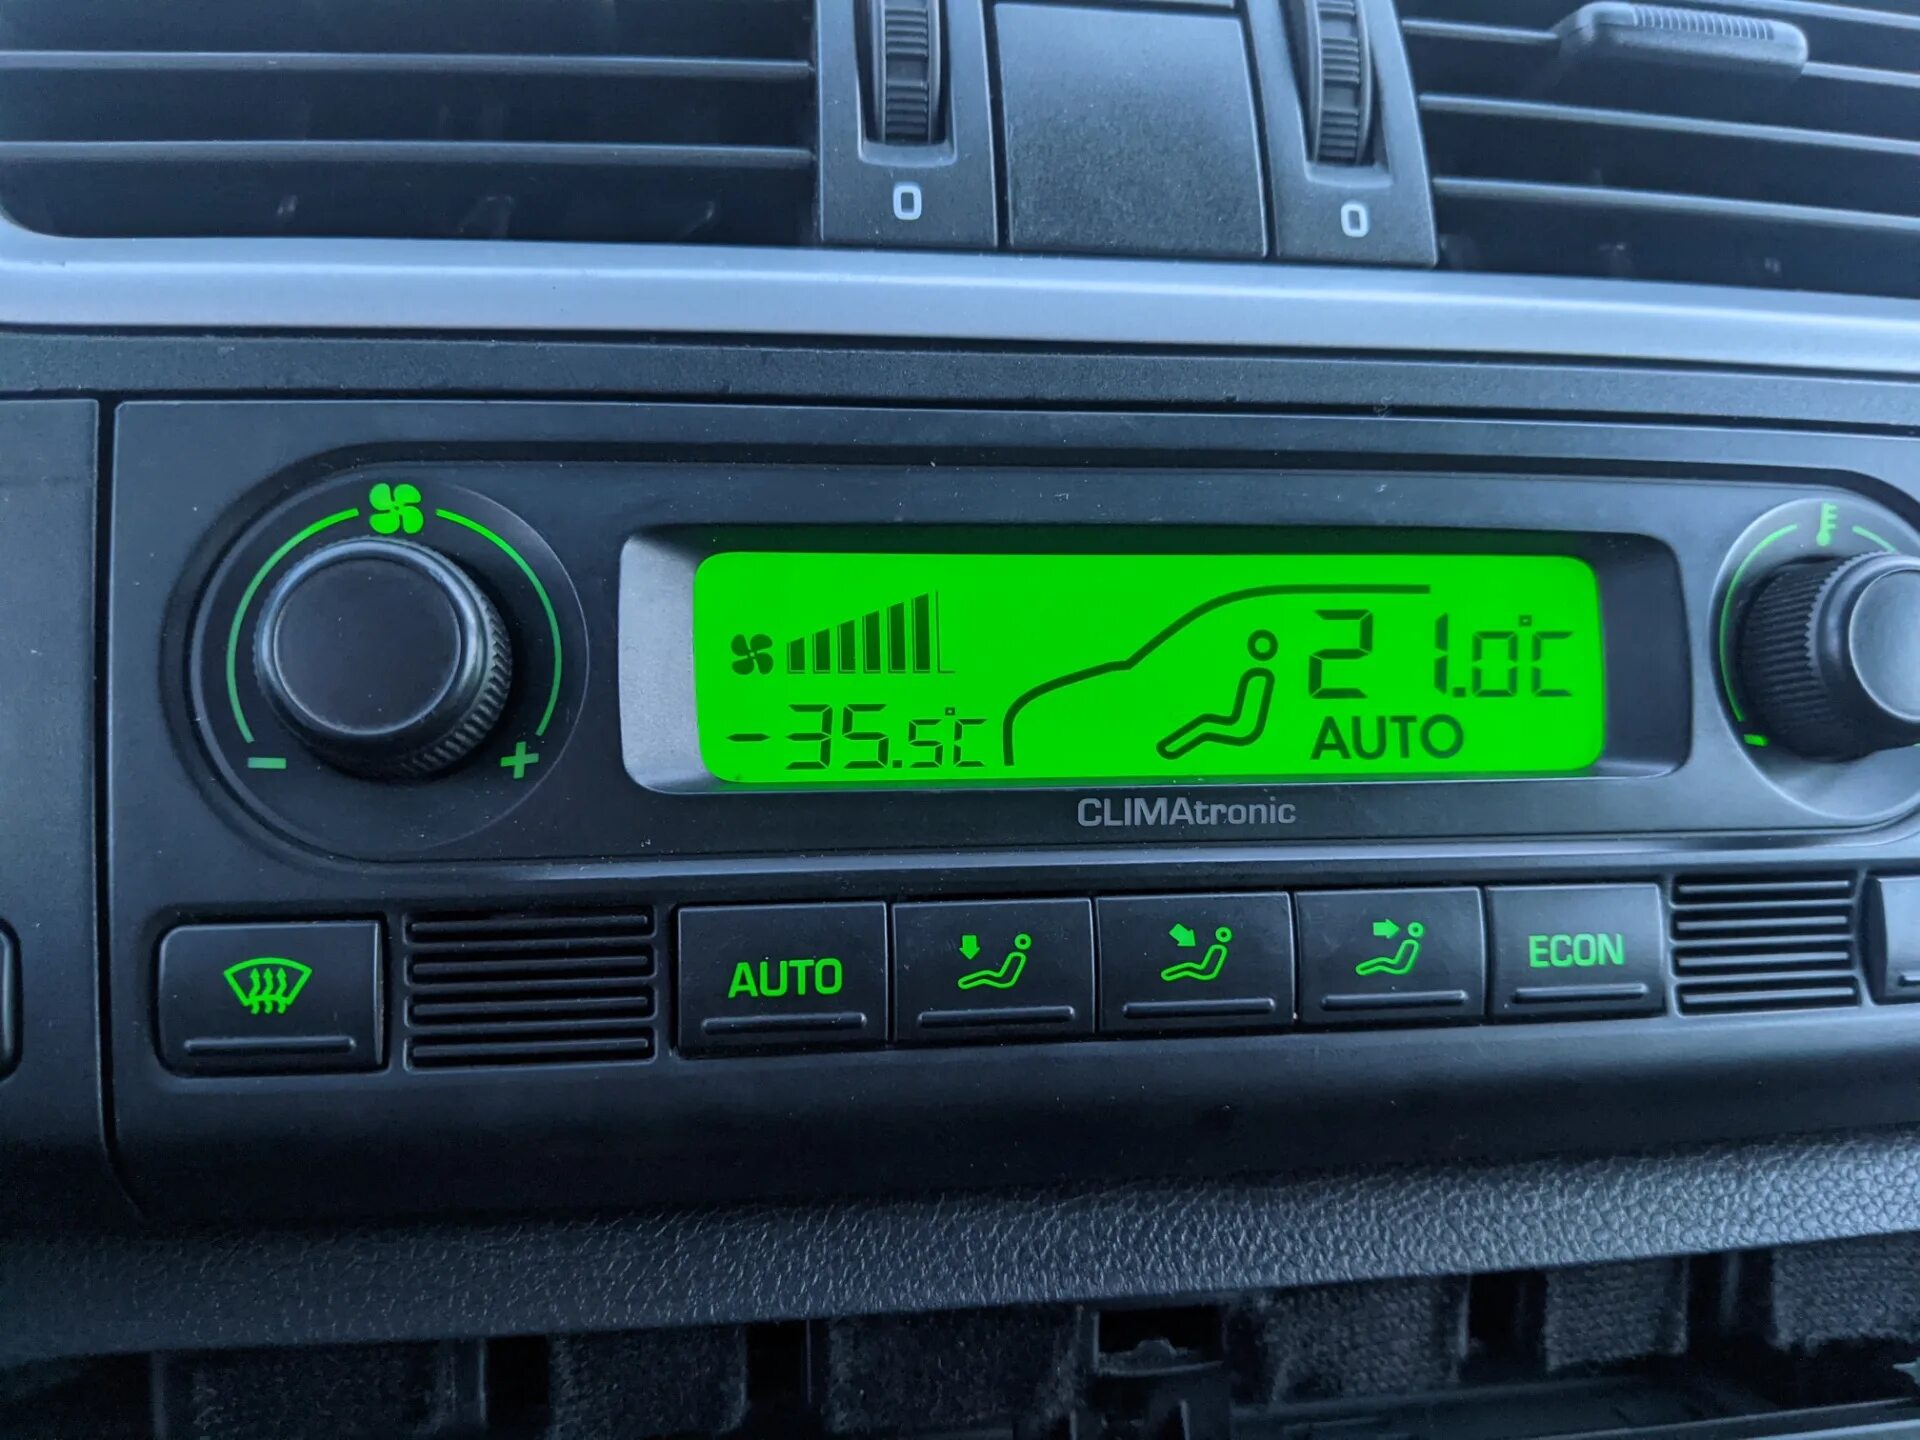 0
0
21.0°C
-35.5°C
AUTO
CLIMAtronic
AUTO
ECON